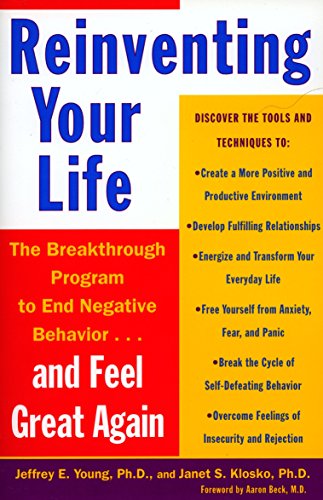 Reinventing
Your
Life
The Breakthrough
Program
to End Negative
Behavior . . .
and Feel
Great Again
DISCOVER THE TOOLS AND
TECHNIQUES TO:
•Create a More Positive and
Productive Environment
•Develop Fulfilling Relationships
•Energize and Transform Your
Everyday Life
•Free Yourself from Anxiety,
Fear, and Panic
•Break the Cycle of
Self-Defeating Behavior
•Overcome Feelings of
Insecurity and Rejection
Jeffrey E. Young, Ph.D., and Janet S. Klosko, Ph.D.
Foreword by Aaron Beck, M.D.